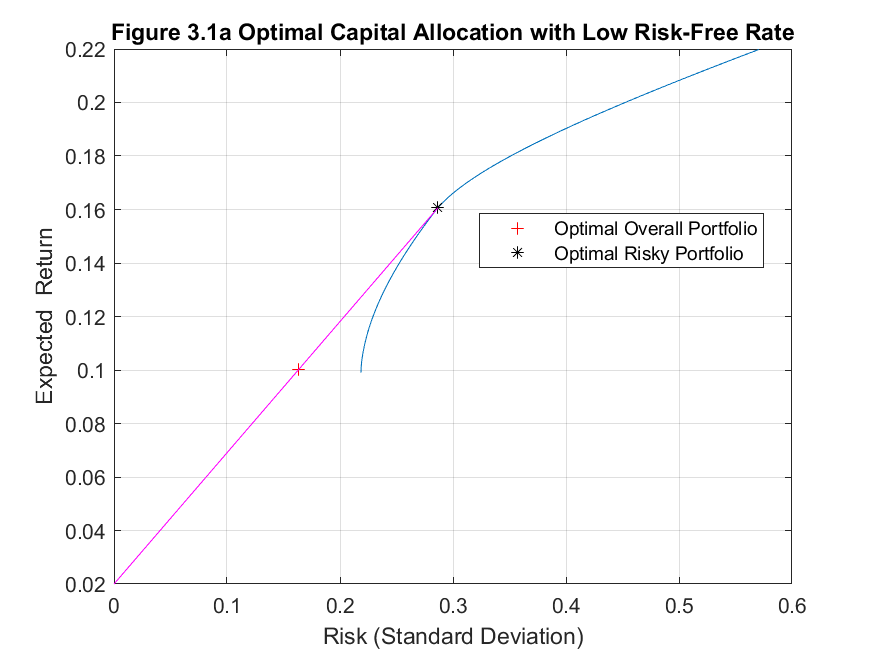 Figure 3.1a Optimal Capital Allocation with Low Risk-Free Rate
0.22
0.2
0.18
0.16
0.14
0.12
0.1
0.08
0.06
0.04
0.02
Expected Return
Optimal Overall Portfolio
Optimal Risky Portfolio
0 0.1 0.2 0.3 0.4 0.5 0.6
Risk (Standard Deviation)